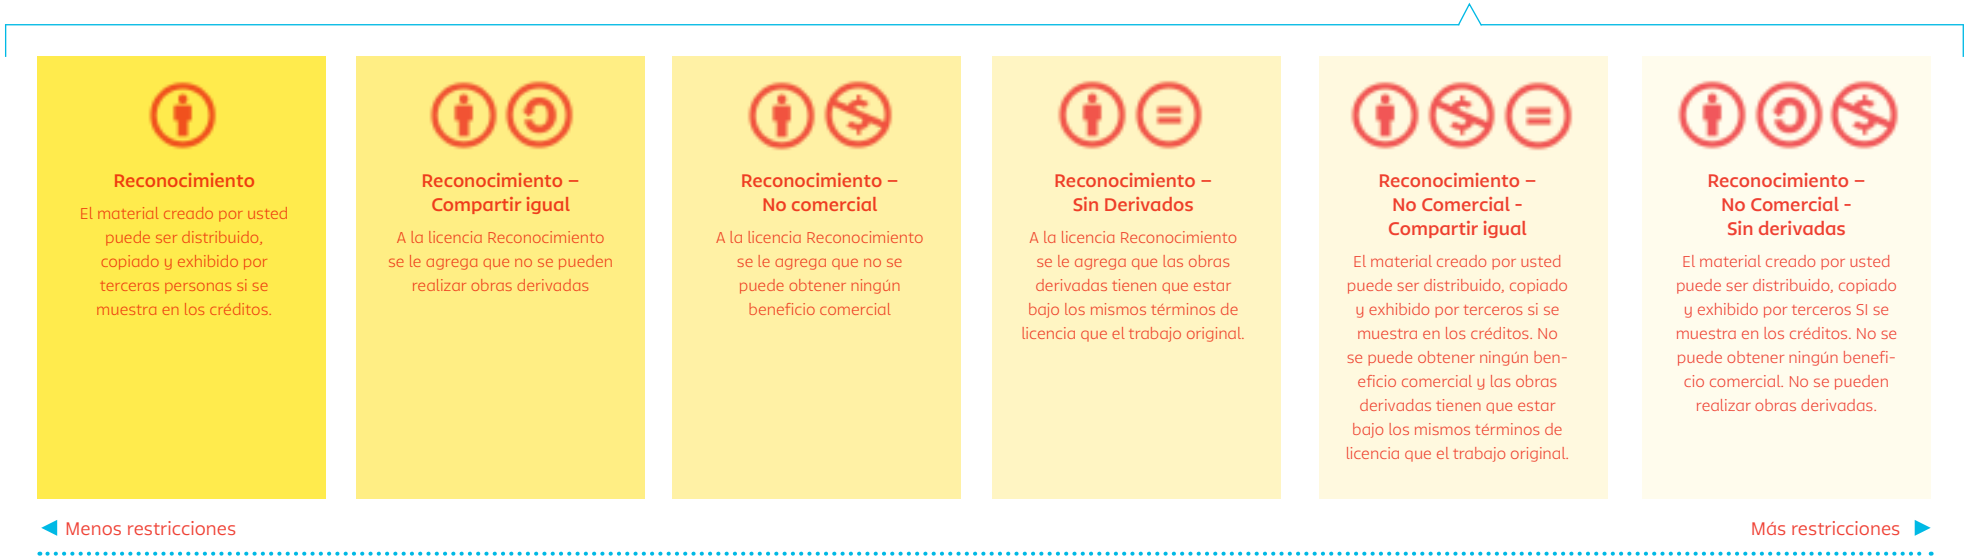 Reconocimiento
El material creado por usted
puede ser distribuido,
copiado y exhibido por
terceras personas si se
muestra en los créditos.
Reconocimiento –
Compartir igual
A la licencia Reconocimiento
se le agrega que no se pueden
realizar obras derivadas
Reconocimiento –
No comercial
A la licencia Reconocimiento
se le agrega que no se
puede obtener ningún
beneficio comercial
Reconocimiento –
Sin Derivados
A la licencia Reconocimiento
se le agrega que las obras
derivadas tienen que estar
bajo los mismos términos de
licencia que el trabajo original.
Reconocimiento –
No Comercial -
Compartir igual
El material creado por usted
puede ser distribuido, copiado
y exhibido por terceros si se
muestra en los créditos. No
se puede obtener ningún ben-
eficio comercial y las obras
derivadas tienen que estar
bajo los mismos términos de
licencia que el trabajo original.
Reconocimiento –
No Comercial -
Sin derivadas
El material creado por usted
puede ser distribuido, copiado
y exhibido por terceros SI se
muestra en los créditos. No se
puede obtener ningún benefi-
cio comercial. No se pueden
realizar obras derivadas.
Menos restricciones
Más restricciones